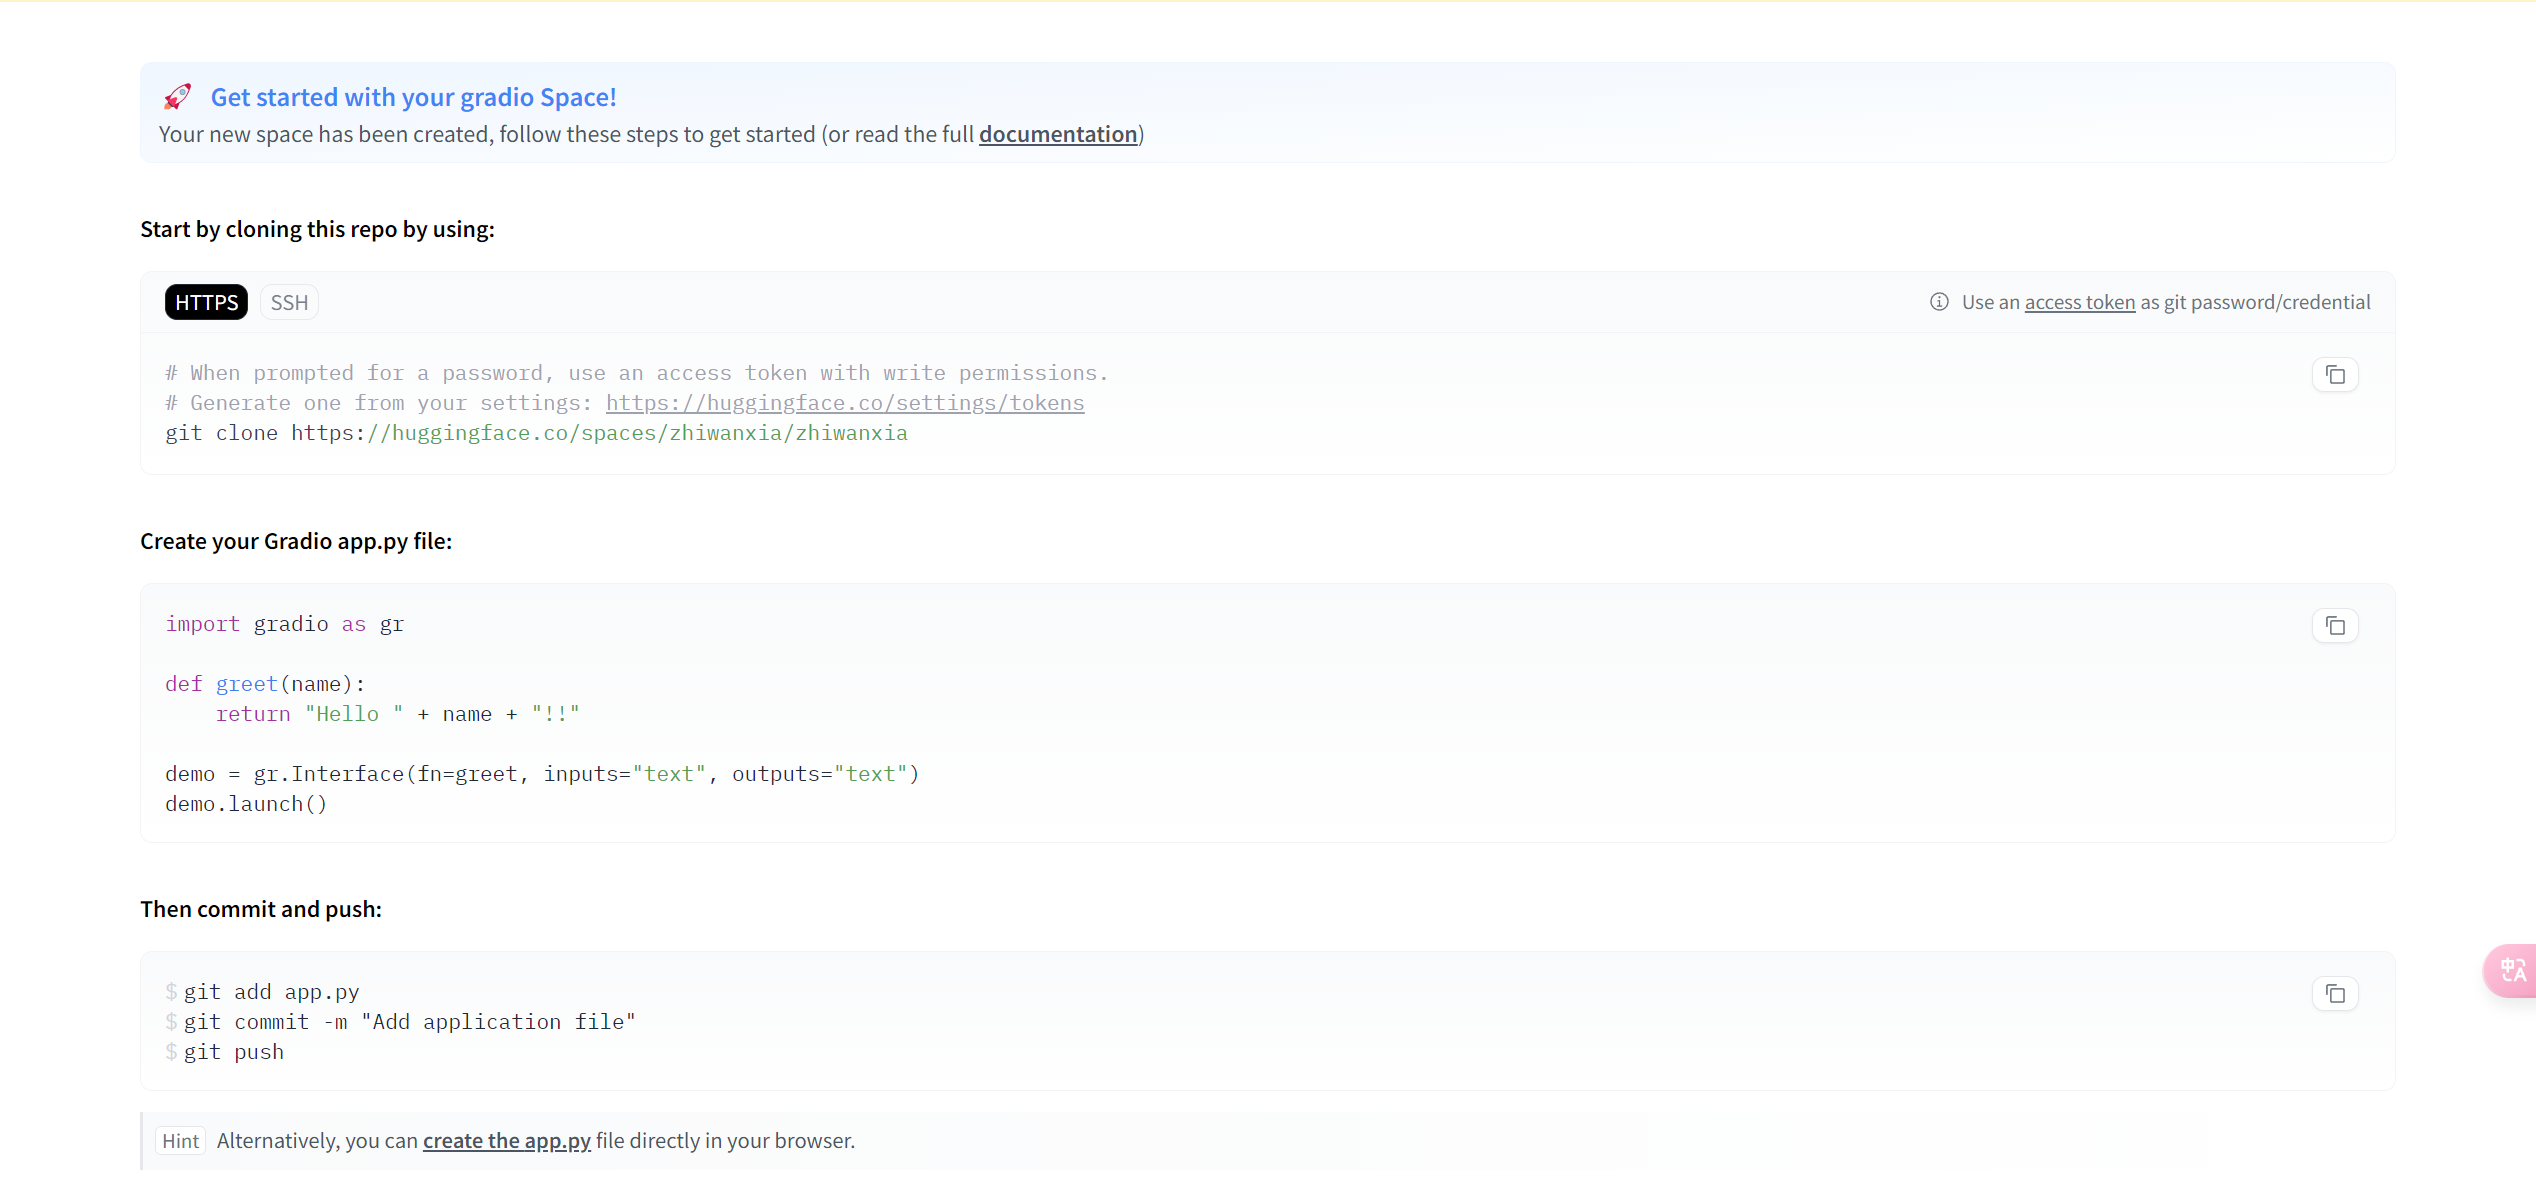 🚀 Get started with your gradio Space!
Your new space has been created, follow these steps to get started (or read the full documentation)
Start by cloning this repo by using:
HTTPS SSH Use an access token as git password/credential
# When prompted for a password, use an access token with write permissions.
# Generate one from your settings: https://huggingface.co/settings/tokens
git clone https://huggingface.co/spaces/zhiwanxia/zhiwanxia
Create your Gradio app.py file:
import gradio as gr
def greet(name):
    return "Hello " + name + "!!"
demo = gr.Interface(fn=greet, inputs="text", outputs="text")
demo.launch()
Then commit and push:
$ git add app.py
$ git commit -m "Add application file"
$ git push
中A
Hint Alternatively, you can create the app.py file directly in your browser.